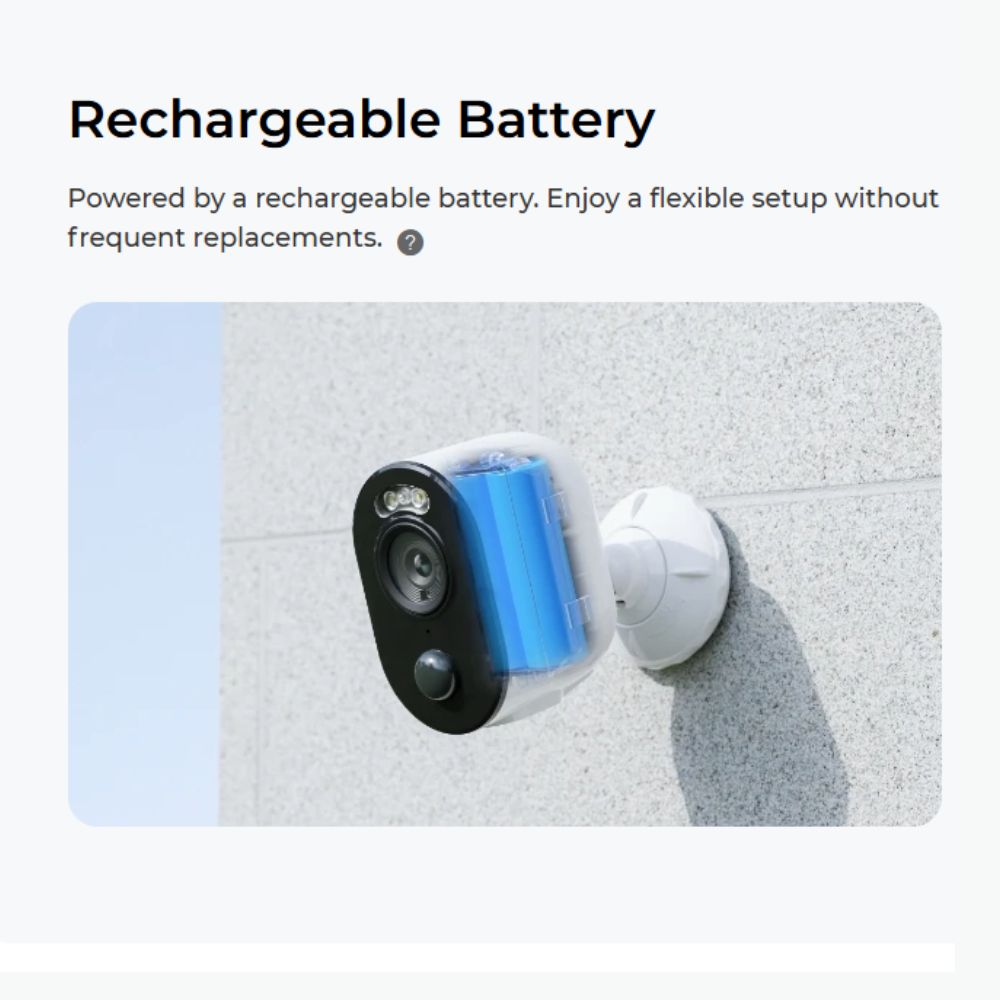 Rechargeable Battery
Powered by a rechargeable battery. Enjoy a flexible setup without
frequent replacements. ?